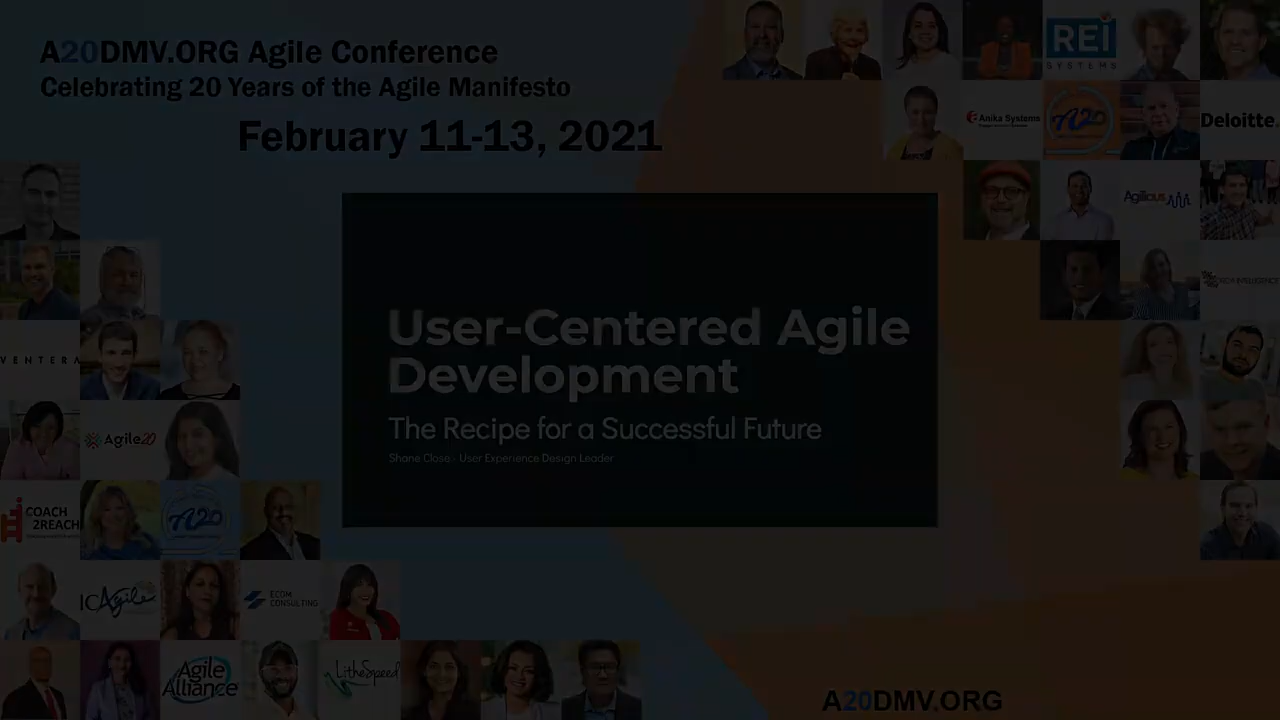 A20DMV.ORG Agile Conference
Celebrating 20 Years of the Agile Manifesto
February 11-13, 2021
REI
SYSTEMS
Anika Systems
A20
Deloitte.
Agilious
User-Centered Agile
Development
The Recipe for a Successful Future
Shane Close - User Experience Design Leader
VENTERA
Agile20
COACH
2REACH
A20
ICAgile
ECOM
CONSULTING
Agile
Alliance
LitheSpeed
A20DMV.ORG